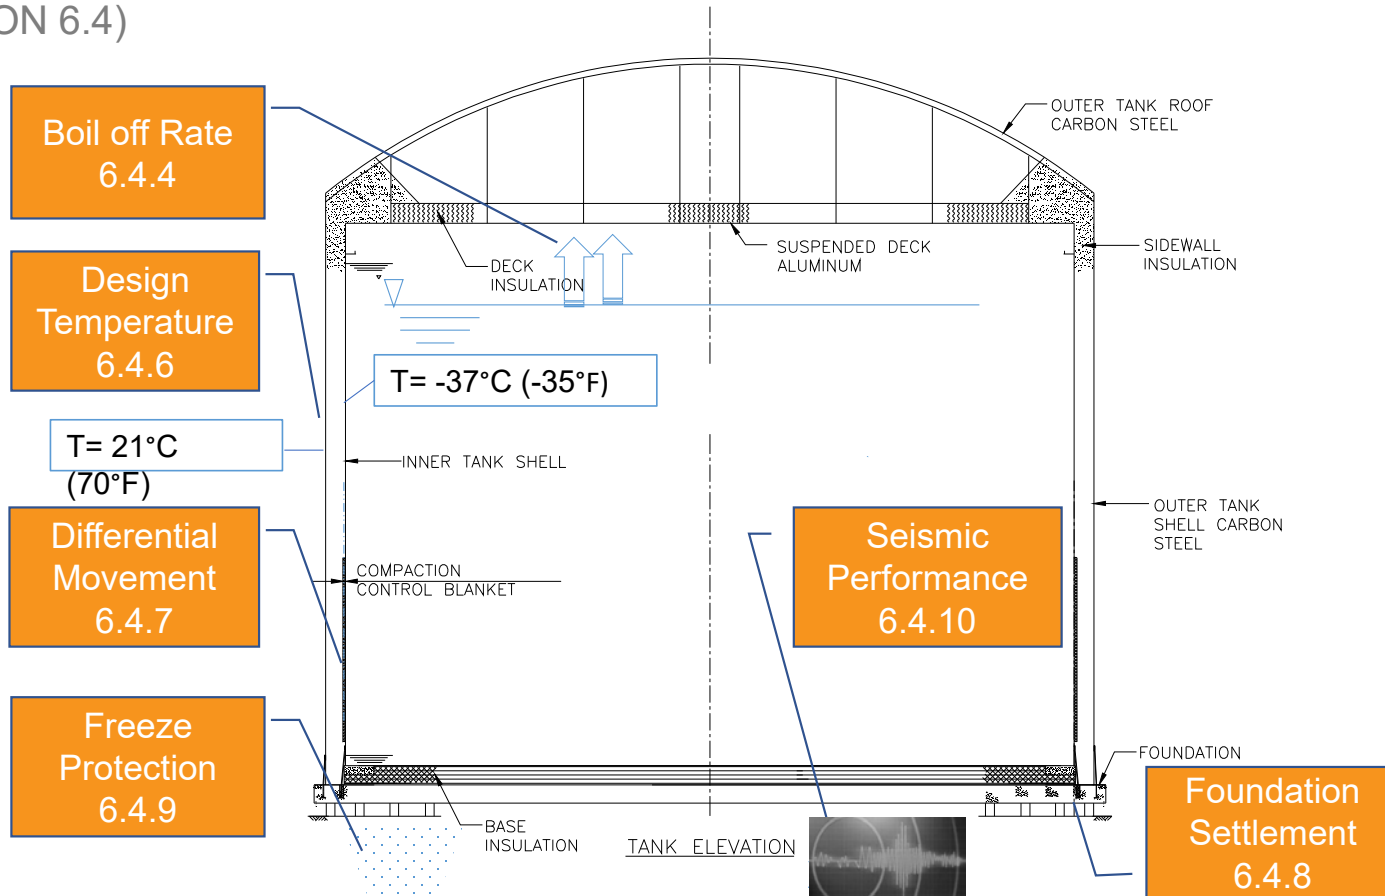 ON 6.4)
Boil off Rate
6.4.4
OUTER TANK ROOF
CARBON STEEL
Design
Temperature
6.4.6
DECK
INSULATION
SUSPENDED DECK
ALUMINUM
SIDEWALL
INSULATION
T= -37°C (-35°F)
T= 21°C
(70°F)
INNER TANK SHELL
OUTER TANK
SHELL CARBON
STEEL
Differential
Movement
6.4.7
COMPACTION
CONTROL BLANKET
Seismic
Performance
6.4.10
Freeze
Protection
6.4.9
BASE
INSULATION
TANK ELEVATION
FOUNDATION
Foundation
Settlement
6.4.8